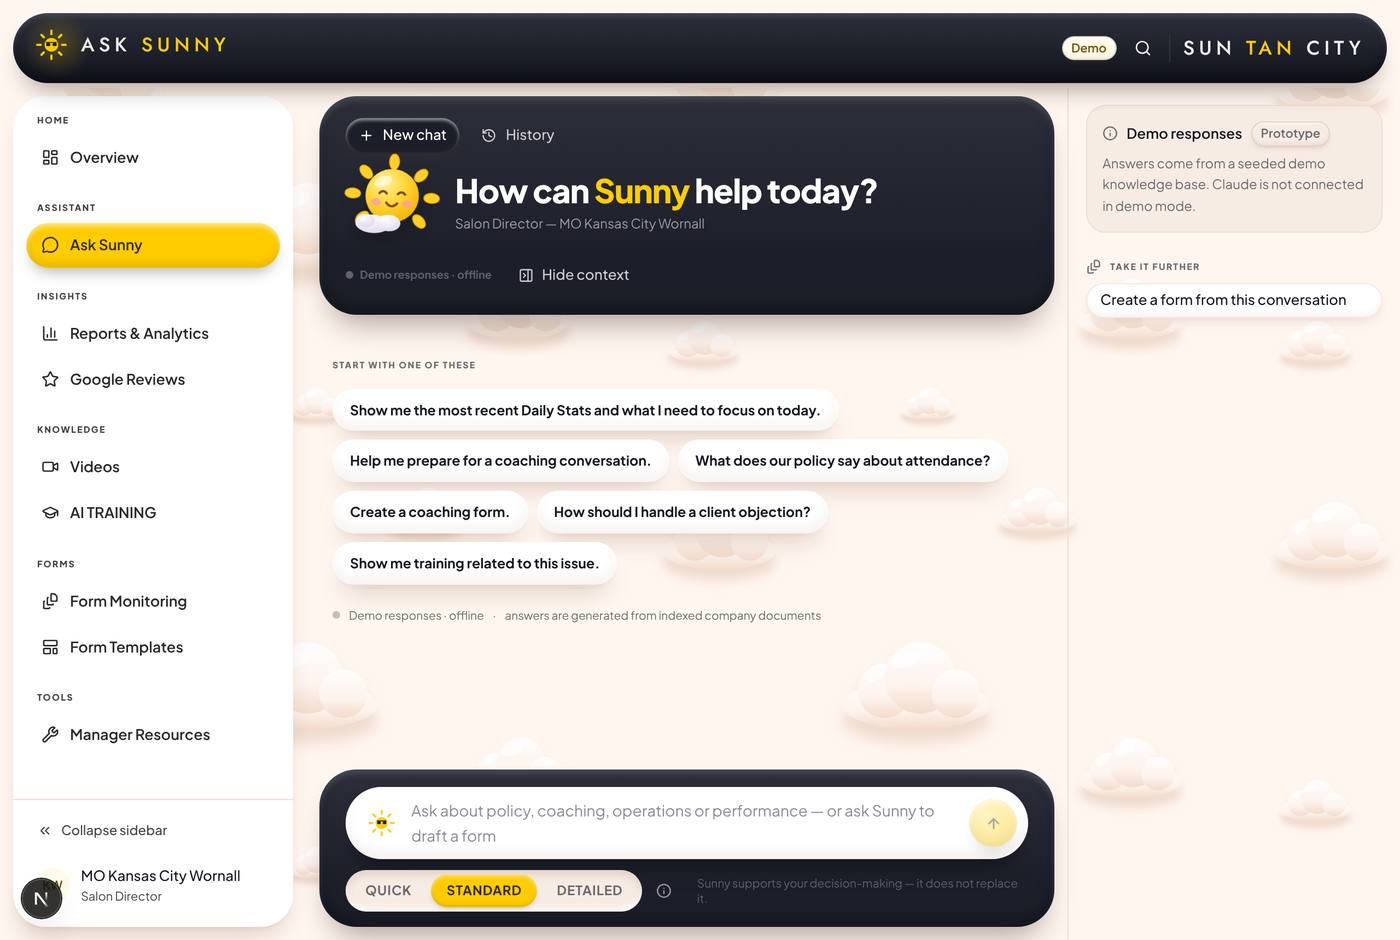 ASK SUNNY
Demo
SUN TAN CITY
HOME
Overview
ASSISTANT
Ask Sunny
INSIGHTS
Reports & Analytics
Google Reviews
KNOWLEDGE
Videos
AI TRAINING
FORMS
Form Monitoring
Form Templates
TOOLS
Manager Resources
Collapse sidebar
MO Kansas City Wornall
Salon Director
N
New chat
History
How can Sunny help today?
Salon Director — MO Kansas City Wornall
Demo responses · offline
Hide context
START WITH ONE OF THESE
Show me the most recent Daily Stats and what I need to focus on today.
Help me prepare for a coaching conversation.
What does our policy say about attendance?
Create a coaching form.
How should I handle a client objection?
Show me training related to this issue.
Demo responses · offline · answers are generated from indexed company documents
Ask about policy, coaching, operations or performance — or ask Sunny to
draft a form
QUICK
STANDARD
DETAILED
Sunny supports your decision-making — it does not replace
it.
Demo responses
Prototype
Answers come from a seeded demo
knowledge base. Claude is not connected
in demo mode.
TAKE IT FURTHER
Create a form from this conversation